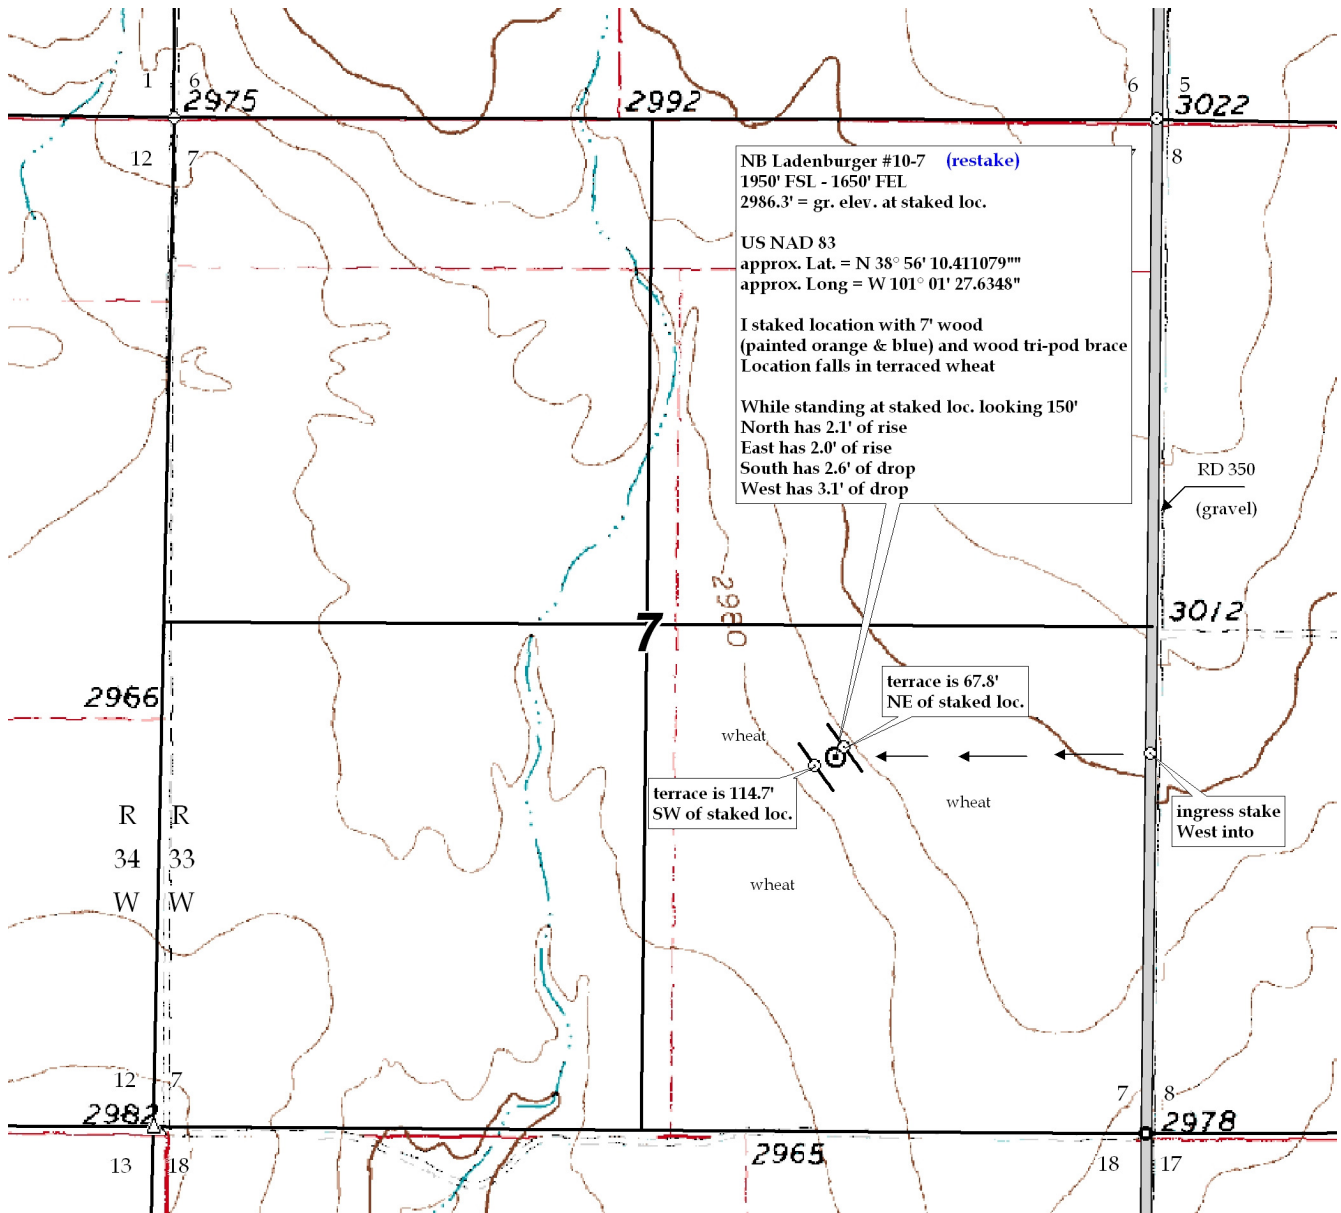 1 6
2975
2992
6 5
3022
12 7
7 8
NB Ladenburger #10-7 (restake)
1950' FSL - 1650' FEL
2986.3' = gr. elev. at staked loc.
US NAD 83
approx. Lat. = N 38° 56' 10.411079""
approx. Long = W 101° 01' 27.6348"
I staked location with 7' wood
(painted orange & blue) and wood tri-pod brace
Location falls in terraced wheat
While standing at staked loc. looking 150'
North has 2.1' of rise
East has 2.0' of rise
South has 2.6' of drop
West has 3.1' of drop
RD 350
(gravel)
2980
7
3012
2966
terrace is 67.8'
NE of staked loc.
wheat
terrace is 114.7'
SW of staked loc.
wheat
ingress stake
West into
R R
34 33
W W
wheat
12 7
2982
7 8
2978
2965
13 18
18 17